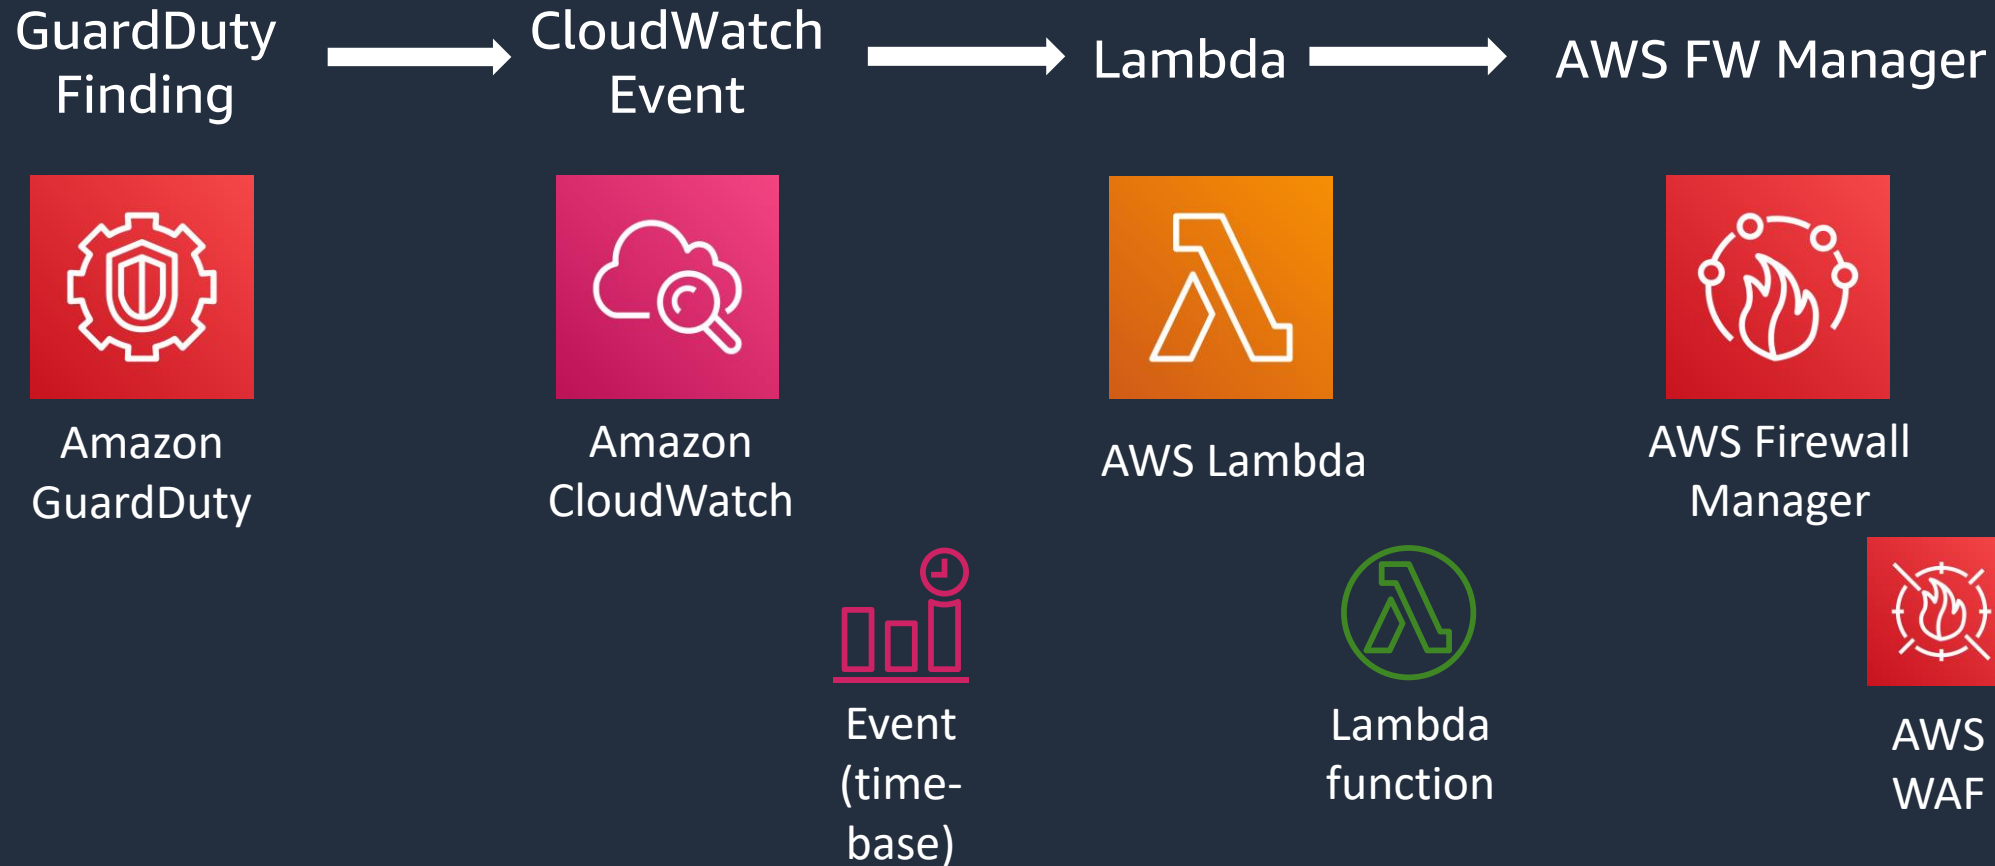 GuardDuty
Finding
CloudWatch
Event
Lambda
AWS FW Manager
Amazon
GuardDuty
Amazon
CloudWatch
AWS Lambda
AWS Firewall
Manager
Event
(time-
base)
Lambda
function
AWS
WAF